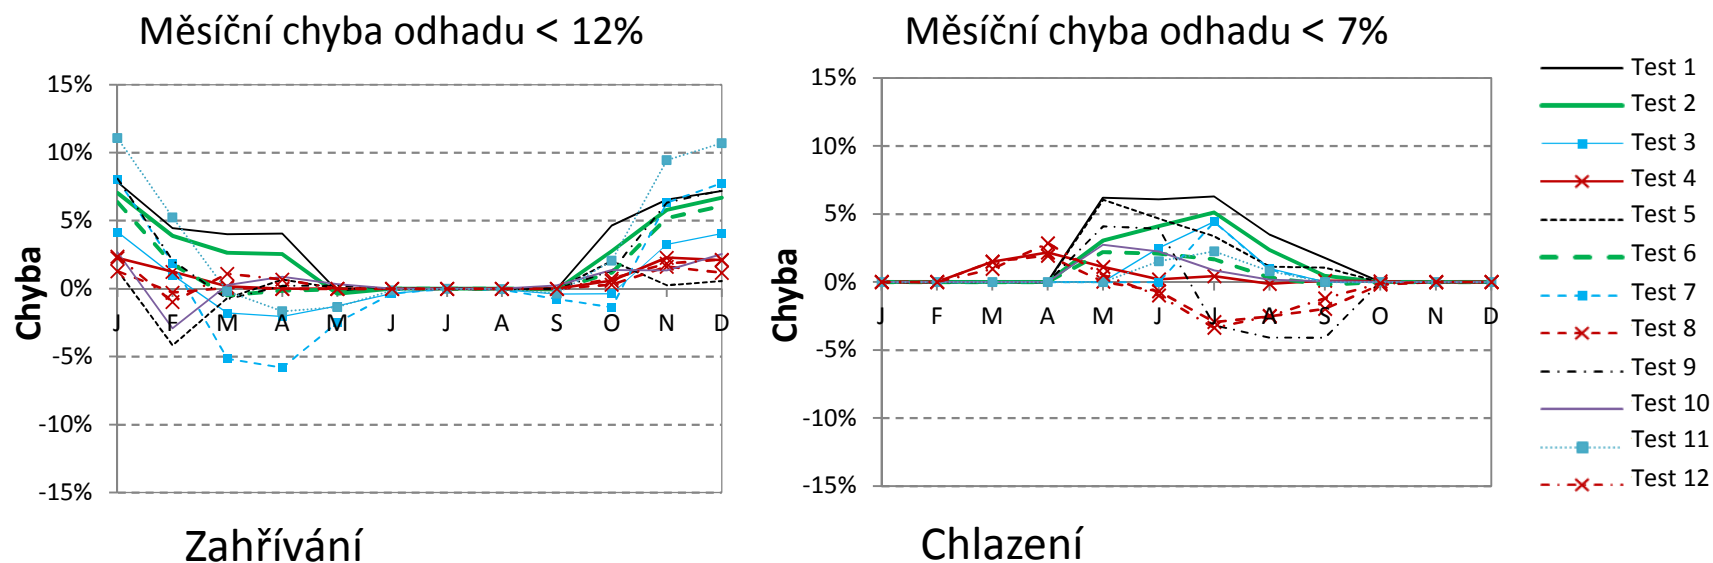 Měsíční chyba odhadu < 12%
Měsíční chyba odhadu < 7%
15%
10%
5%
0%
-5%
-10%
-15%
Chyba
J F M A M J J A S O N D
Zahřívání
15%
10%
5%
0%
-5%
-10%
-15%
Chyba
J F M A M J J A S O N D
Chlazení
Test 1
Test 2
Test 3
Test 4
Test 5
Test 6
Test 7
Test 8
Test 9
Test 10
Test 11
Test 12